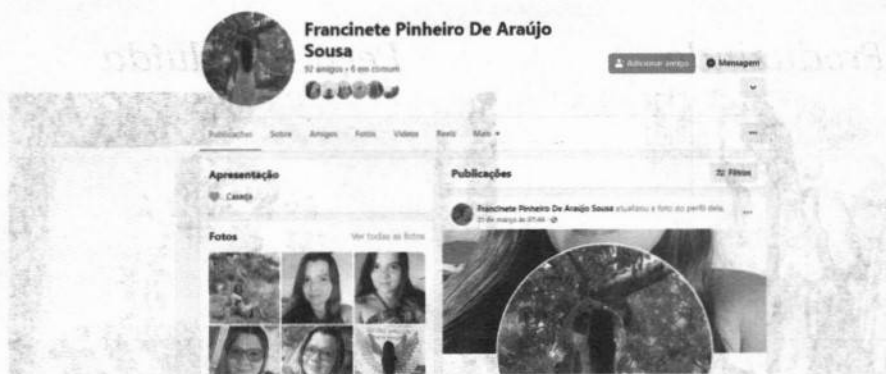 Francinete Pinheiro De Araújo
Sousa
92 amigos • 6 em comum
Adicionar amigo
Mensagem
Publicações Sobre Amigos Fotos Vídeos Reels Mais
Apresentação
Casada
Fotos
Ver todas as fotos
Publicações
Filtros
Francinete Pinheiro De Araújo Sousa atualizou a foto do perfil dela.